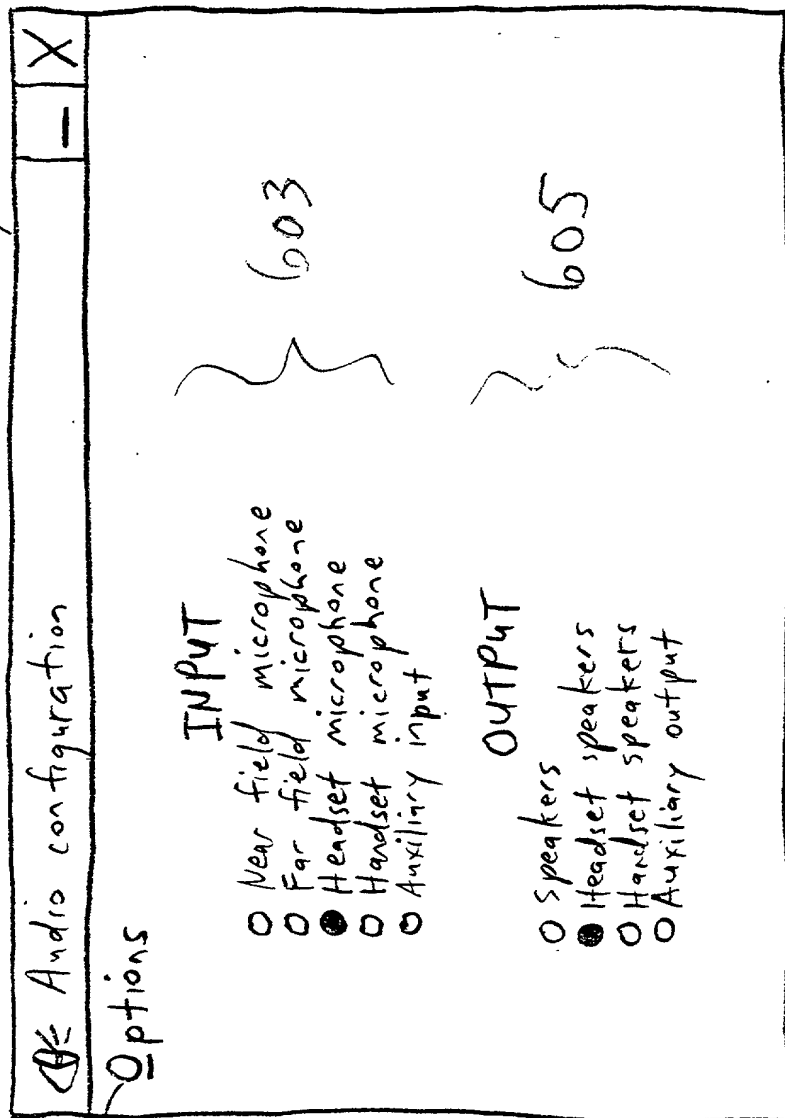 Audio configuration — X
Options
INPUT
Near field microphone
Far field microphone
Headset microphone
Handset microphone
Auxiliary input
603
OUTPUT
Speakers
Headset speakers
Handset speakers
Auxiliary output
605